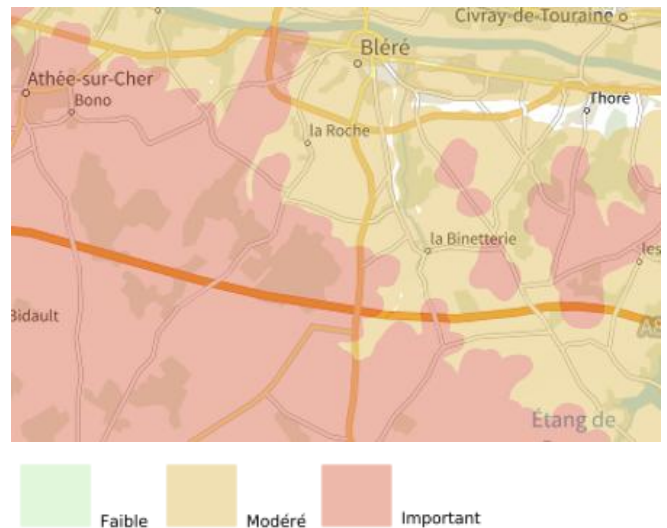 Civray-de-Touraine
Bléré
Athée-sur-Cher
Bono
Thoré
la Roche
la Binetterie
les
Bidault
Étang de
Faible
Modéré
Important